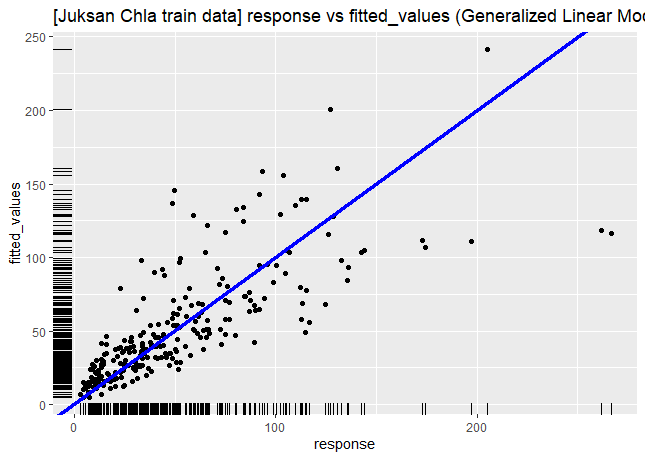 [Juksan Chla train data] response vs fitted_values (Generalized Linear Mod
250
200
150
100
50
0
fitted_values
0 100 200
response